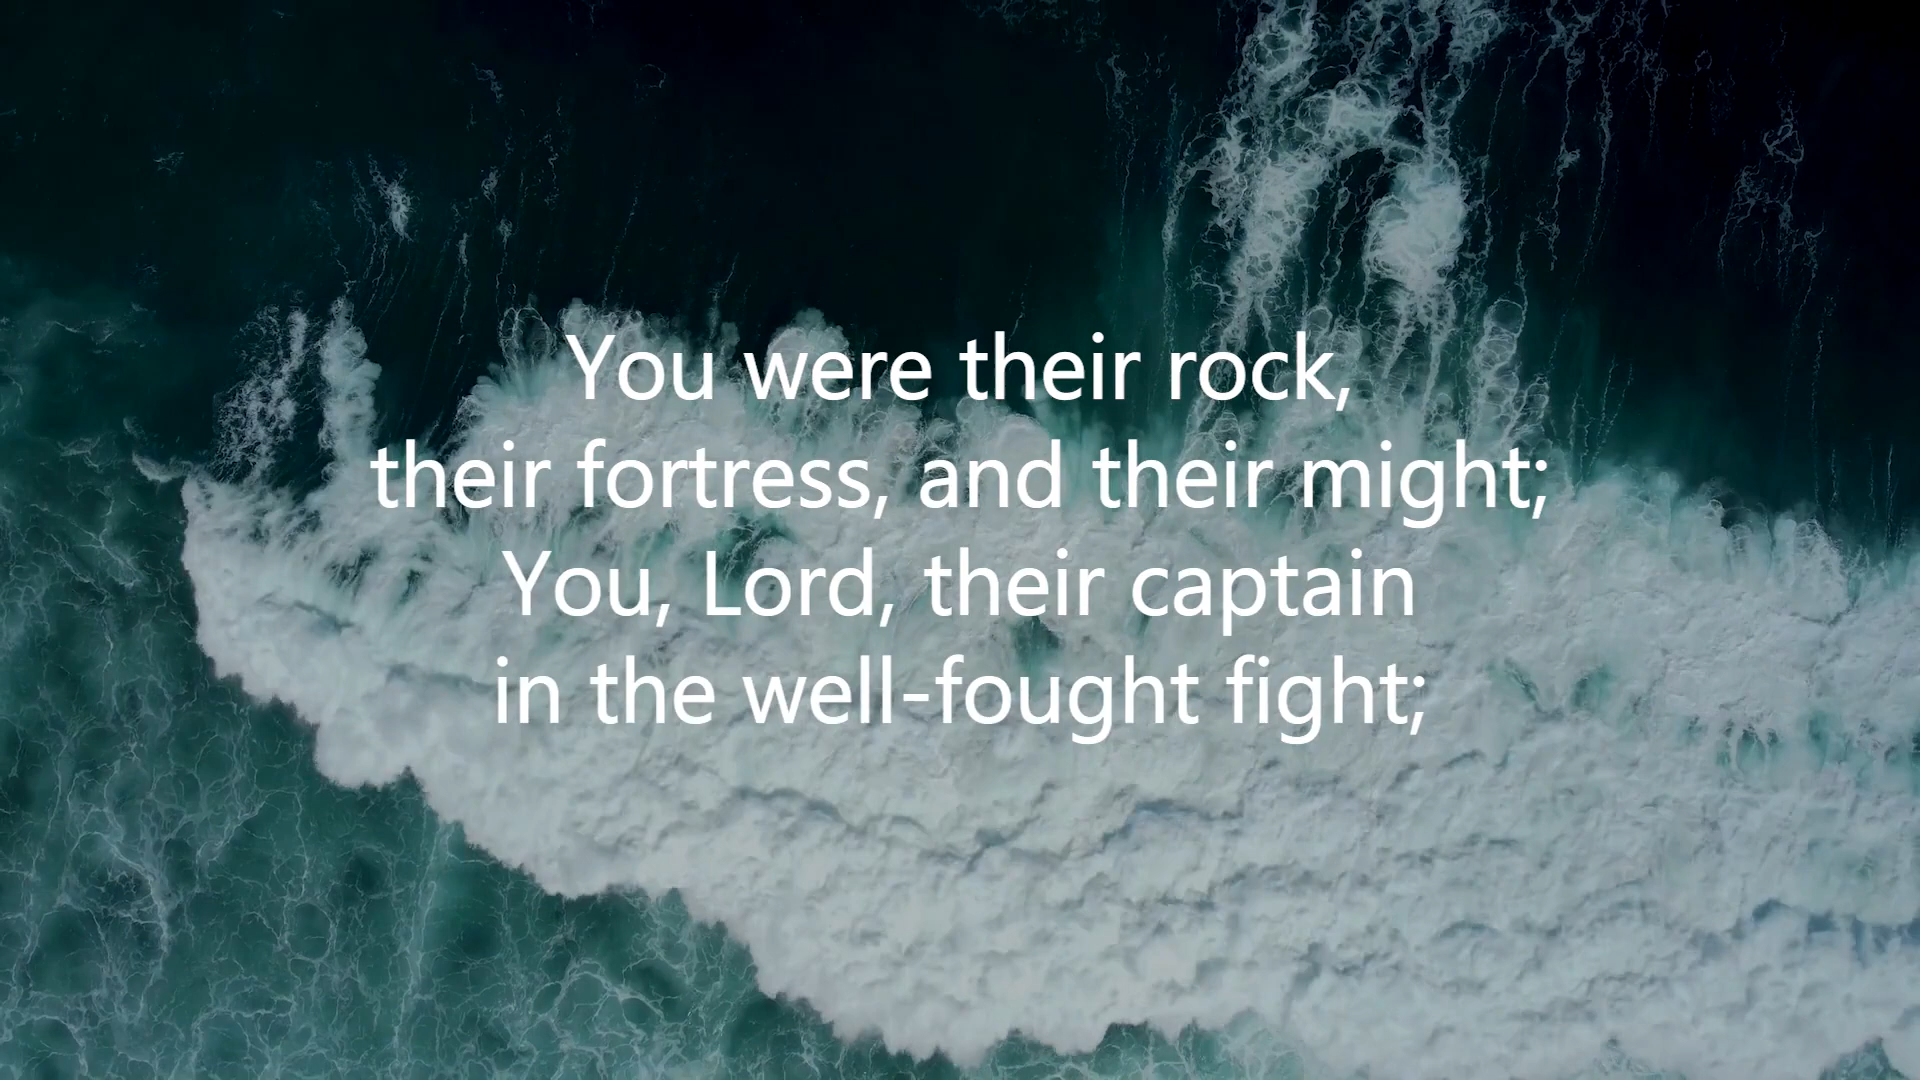 You were their rock,
their fortress, and their might;
You, Lord, their captain
in the well-fought fight;